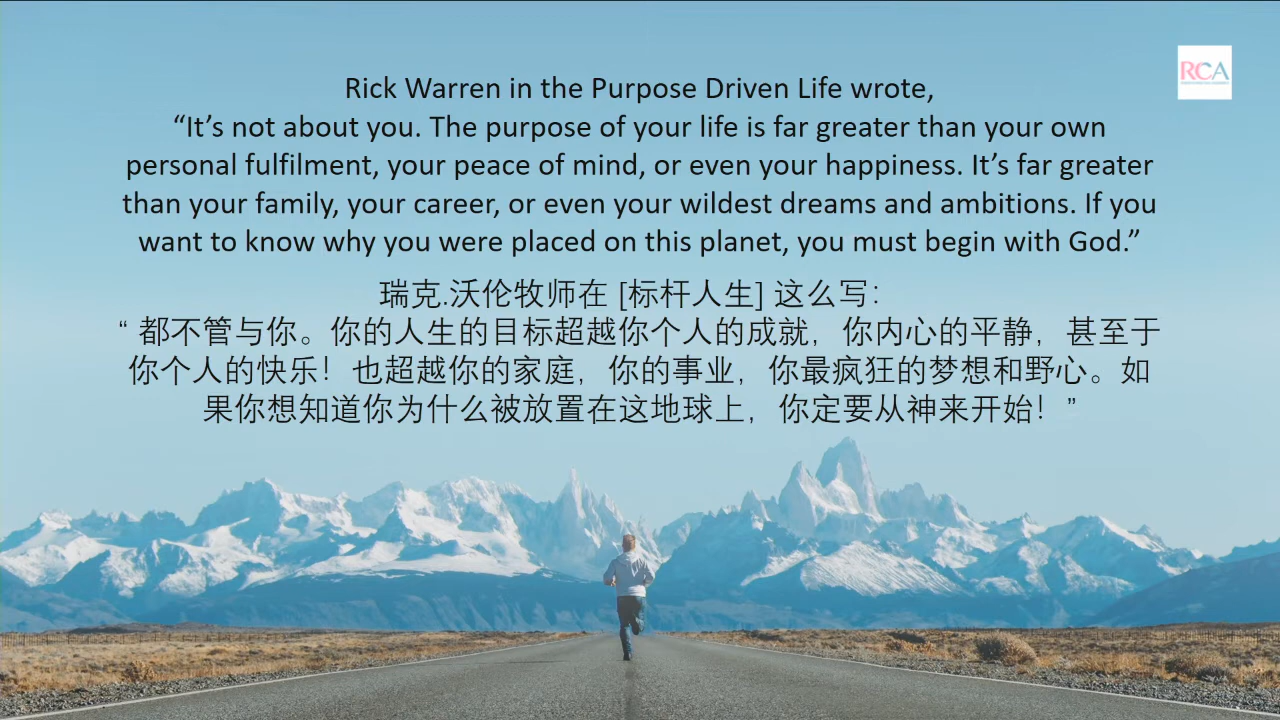 RCA
Rick Warren in the Purpose Driven Life wrote,
“It’s not about you. The purpose of your life is far greater than your own
personal fulfilment, your peace of mind, or even your happiness. It’s far greater
than your family, your career, or even your wildest dreams and ambitions. If you
want to know why you were placed on this planet, you must begin with God.”
瑞克.沃伦牧师在 [标杆人生] 这么写：
“ 都不管与你。你的人生的目标超越你个人的成就，你内心的平静，甚至于
你个人的快乐！也超越你的家庭，你的事业，你最疯狂的梦想和野心。如
果你想知道你为什么被放置在这地球上，你定要从神来开始！”